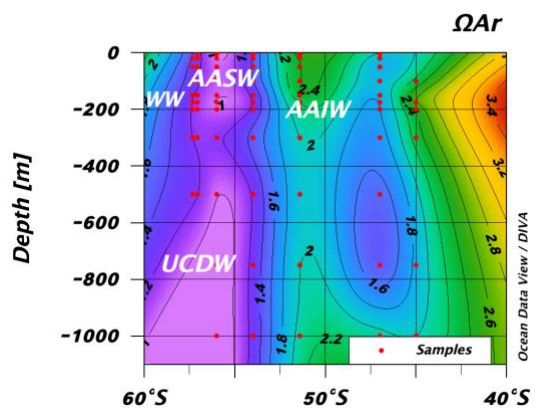 ΩAr
0
−200
−400
−600
−800
−1000
Depth [m]
60°S
50°S
40°S
AASW
WW
AAIW
UCDW
2
1
2
2.4
2.4
3.4
3.2
2
1.6
1.8
2.8
2
1.6
1.4
1.8
2.2
2.6
Samples
Ocean Data View / DIVA